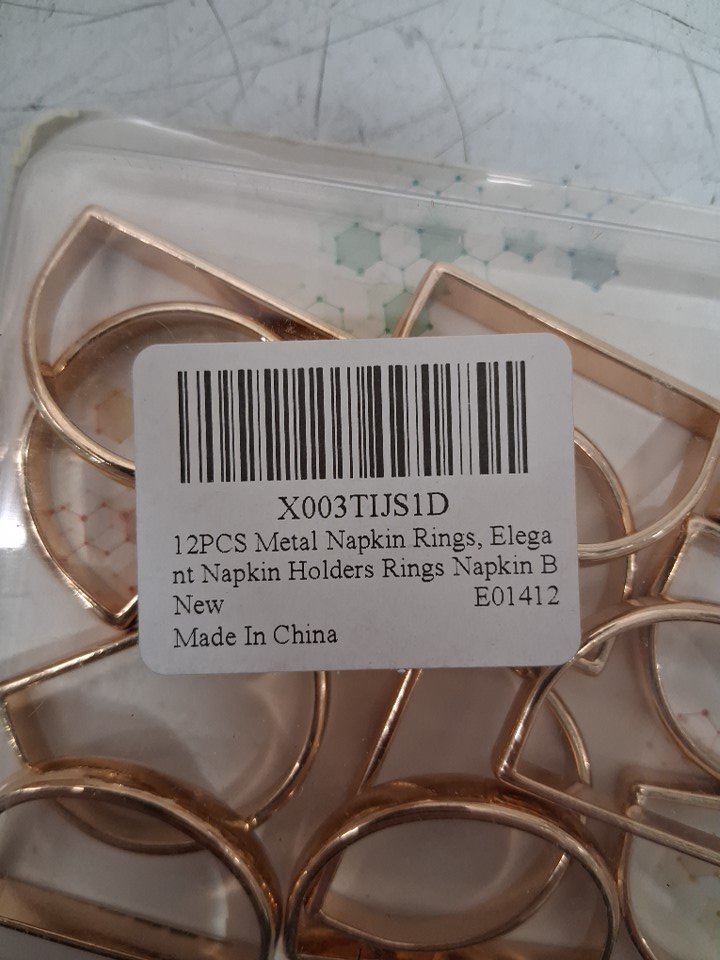 X003TIJS1D
12PCS Metal Napkin Rings, Elega
nt Napkin Holders Rings Napkin B
New E01412
Made In China